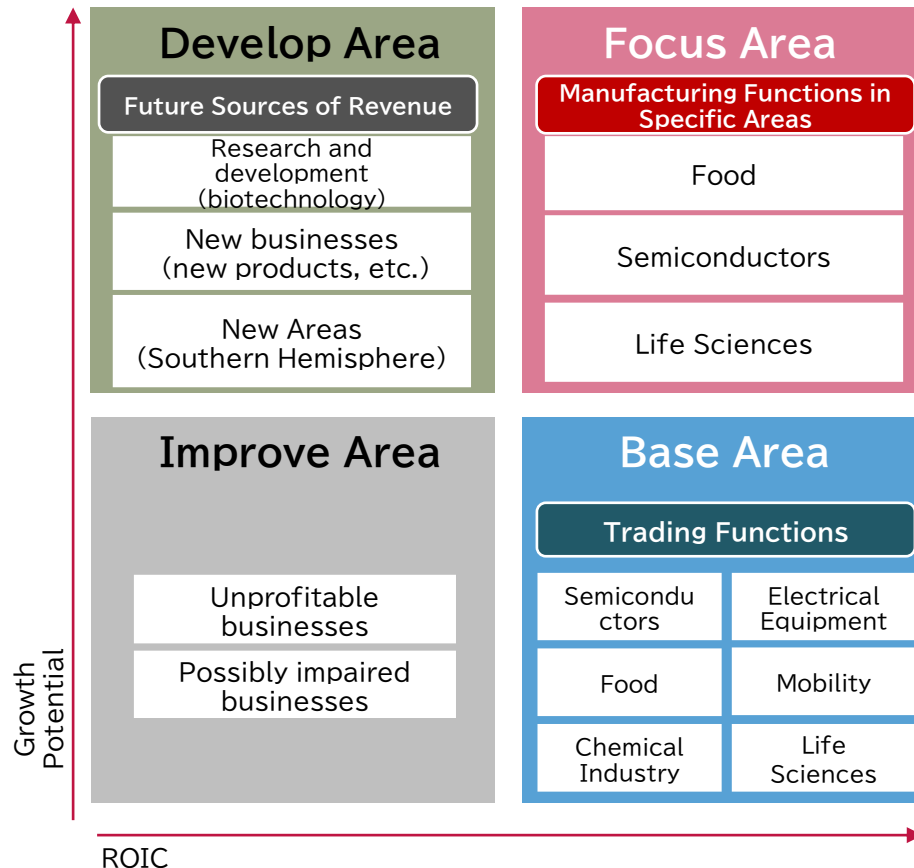 Develop Area
Future Sources of Revenue
Research and
development
(biotechnology)
New businesses
(new products, etc.)
New Areas
(Southern Hemisphere)
Focus Area
Manufacturing Functions in
Specific Areas
Food
Semiconductors
Life Sciences
Improve Area
Unprofitable
businesses
Possibly impaired
businesses
Base Area
Trading Functions
Semicondu
ctors
Electrical
Equipment
Food
Mobility
Chemical
Industry
Life
Sciences
Growth
Potential
ROIC